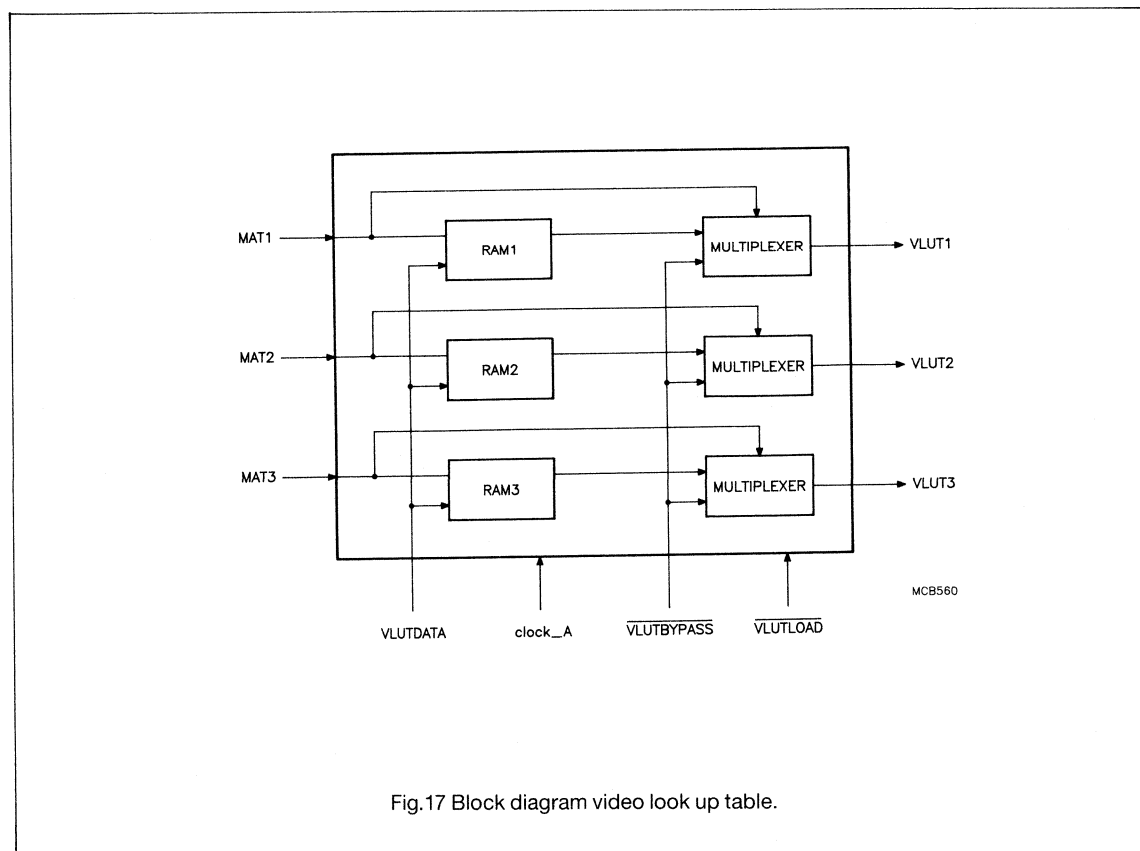 MAT1
RAM1
MULTIPLEXER
VLUT1
MAT2
RAM2
MULTIPLEXER
VLUT2
MAT3
RAM3
MULTIPLEXER
VLUT3
MCB560
VLUTDATA
clock_A
VLUTBYPASS
VLUTLOAD
Fig.17 Block diagram video look up table.